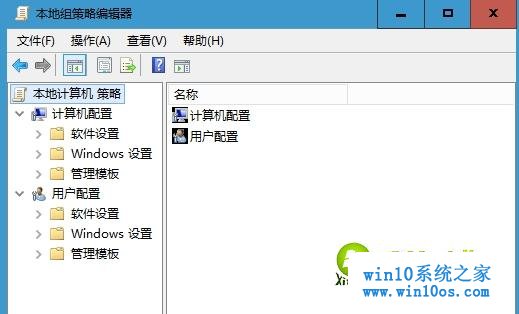 本地组策略编辑器
文件(F) 操作(A) 查看(V) 帮助(H)
本地计算机 策略
计算机配置
软件设置
Windows 设置
管理模板
用户配置
软件设置
Windows 设置
管理模板
名称
计算机配置
用户配置
win10系统之家
www.win10os.com